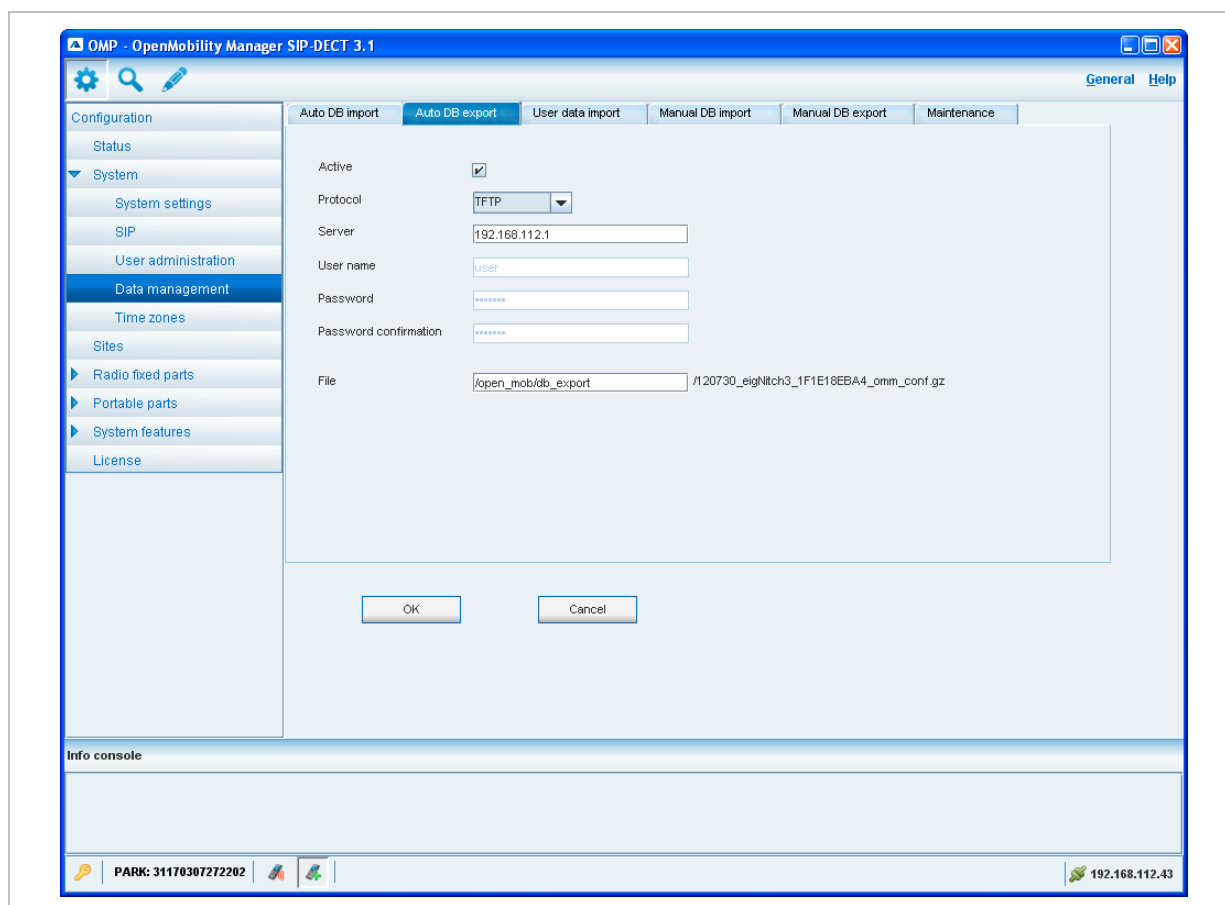 OMP - OpenMobility Manager SIP-DECT 3.1
General Help
Configuration
Status
System
System settings
SIP
User administration
Data management
Time zones
Sites
Radio fixed parts
Portable parts
System features
License
Auto DB import Auto DB export User data import Manual DB import Manual DB export Maintenance
Active
Protocol TFTP
Server 192.168.112.1
User name user
Password *******
Password confirmation *******
File /open_mob/db_export /120730_eigNitch3_1F1E18EBA4_omm_conf.gz
OK Cancel
Info console
PARK: 31170307272202
192.168.112.43